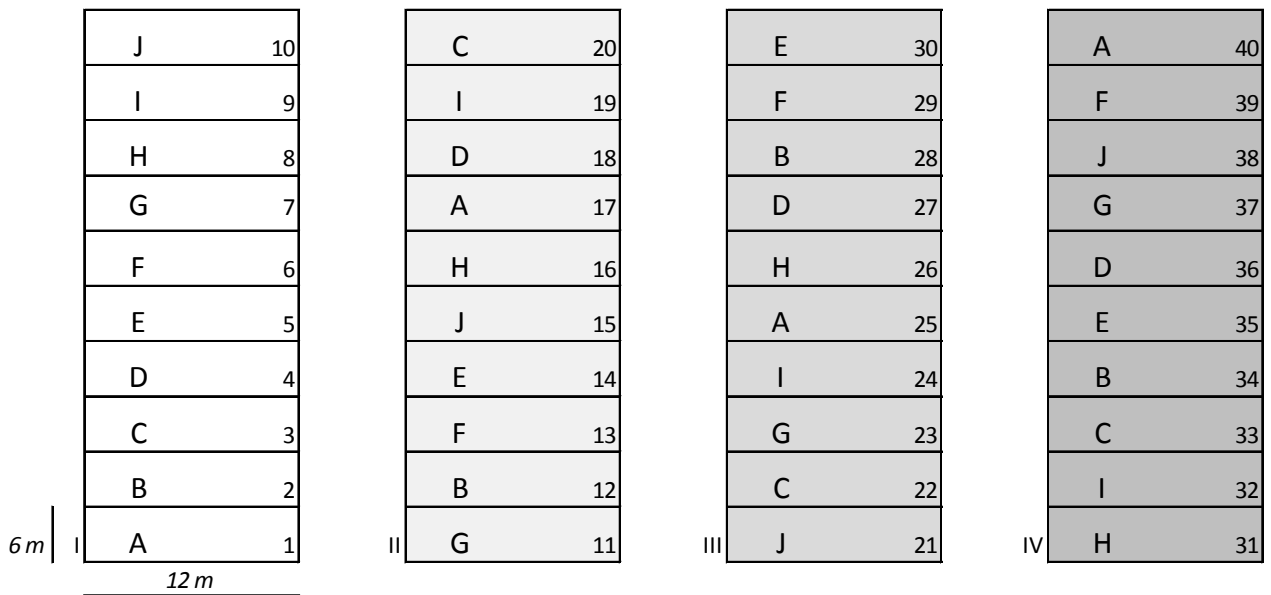 J 10 C 20 E 30 A 40
I 9 I 19 F 29 F 39
H 8 D 18 B 28 J 38
G 7 A 17 D 27 G 37
F 6 H 16 H 26 D 36
E 5 J 15 A 25 E 35
D 4 E 14 I 24 B 34
C 3 F 13 G 23 C 33
B 2 B 12 C 22 I 32
6 m I A 1 II G 11 III J 21 IV H 31
12 m